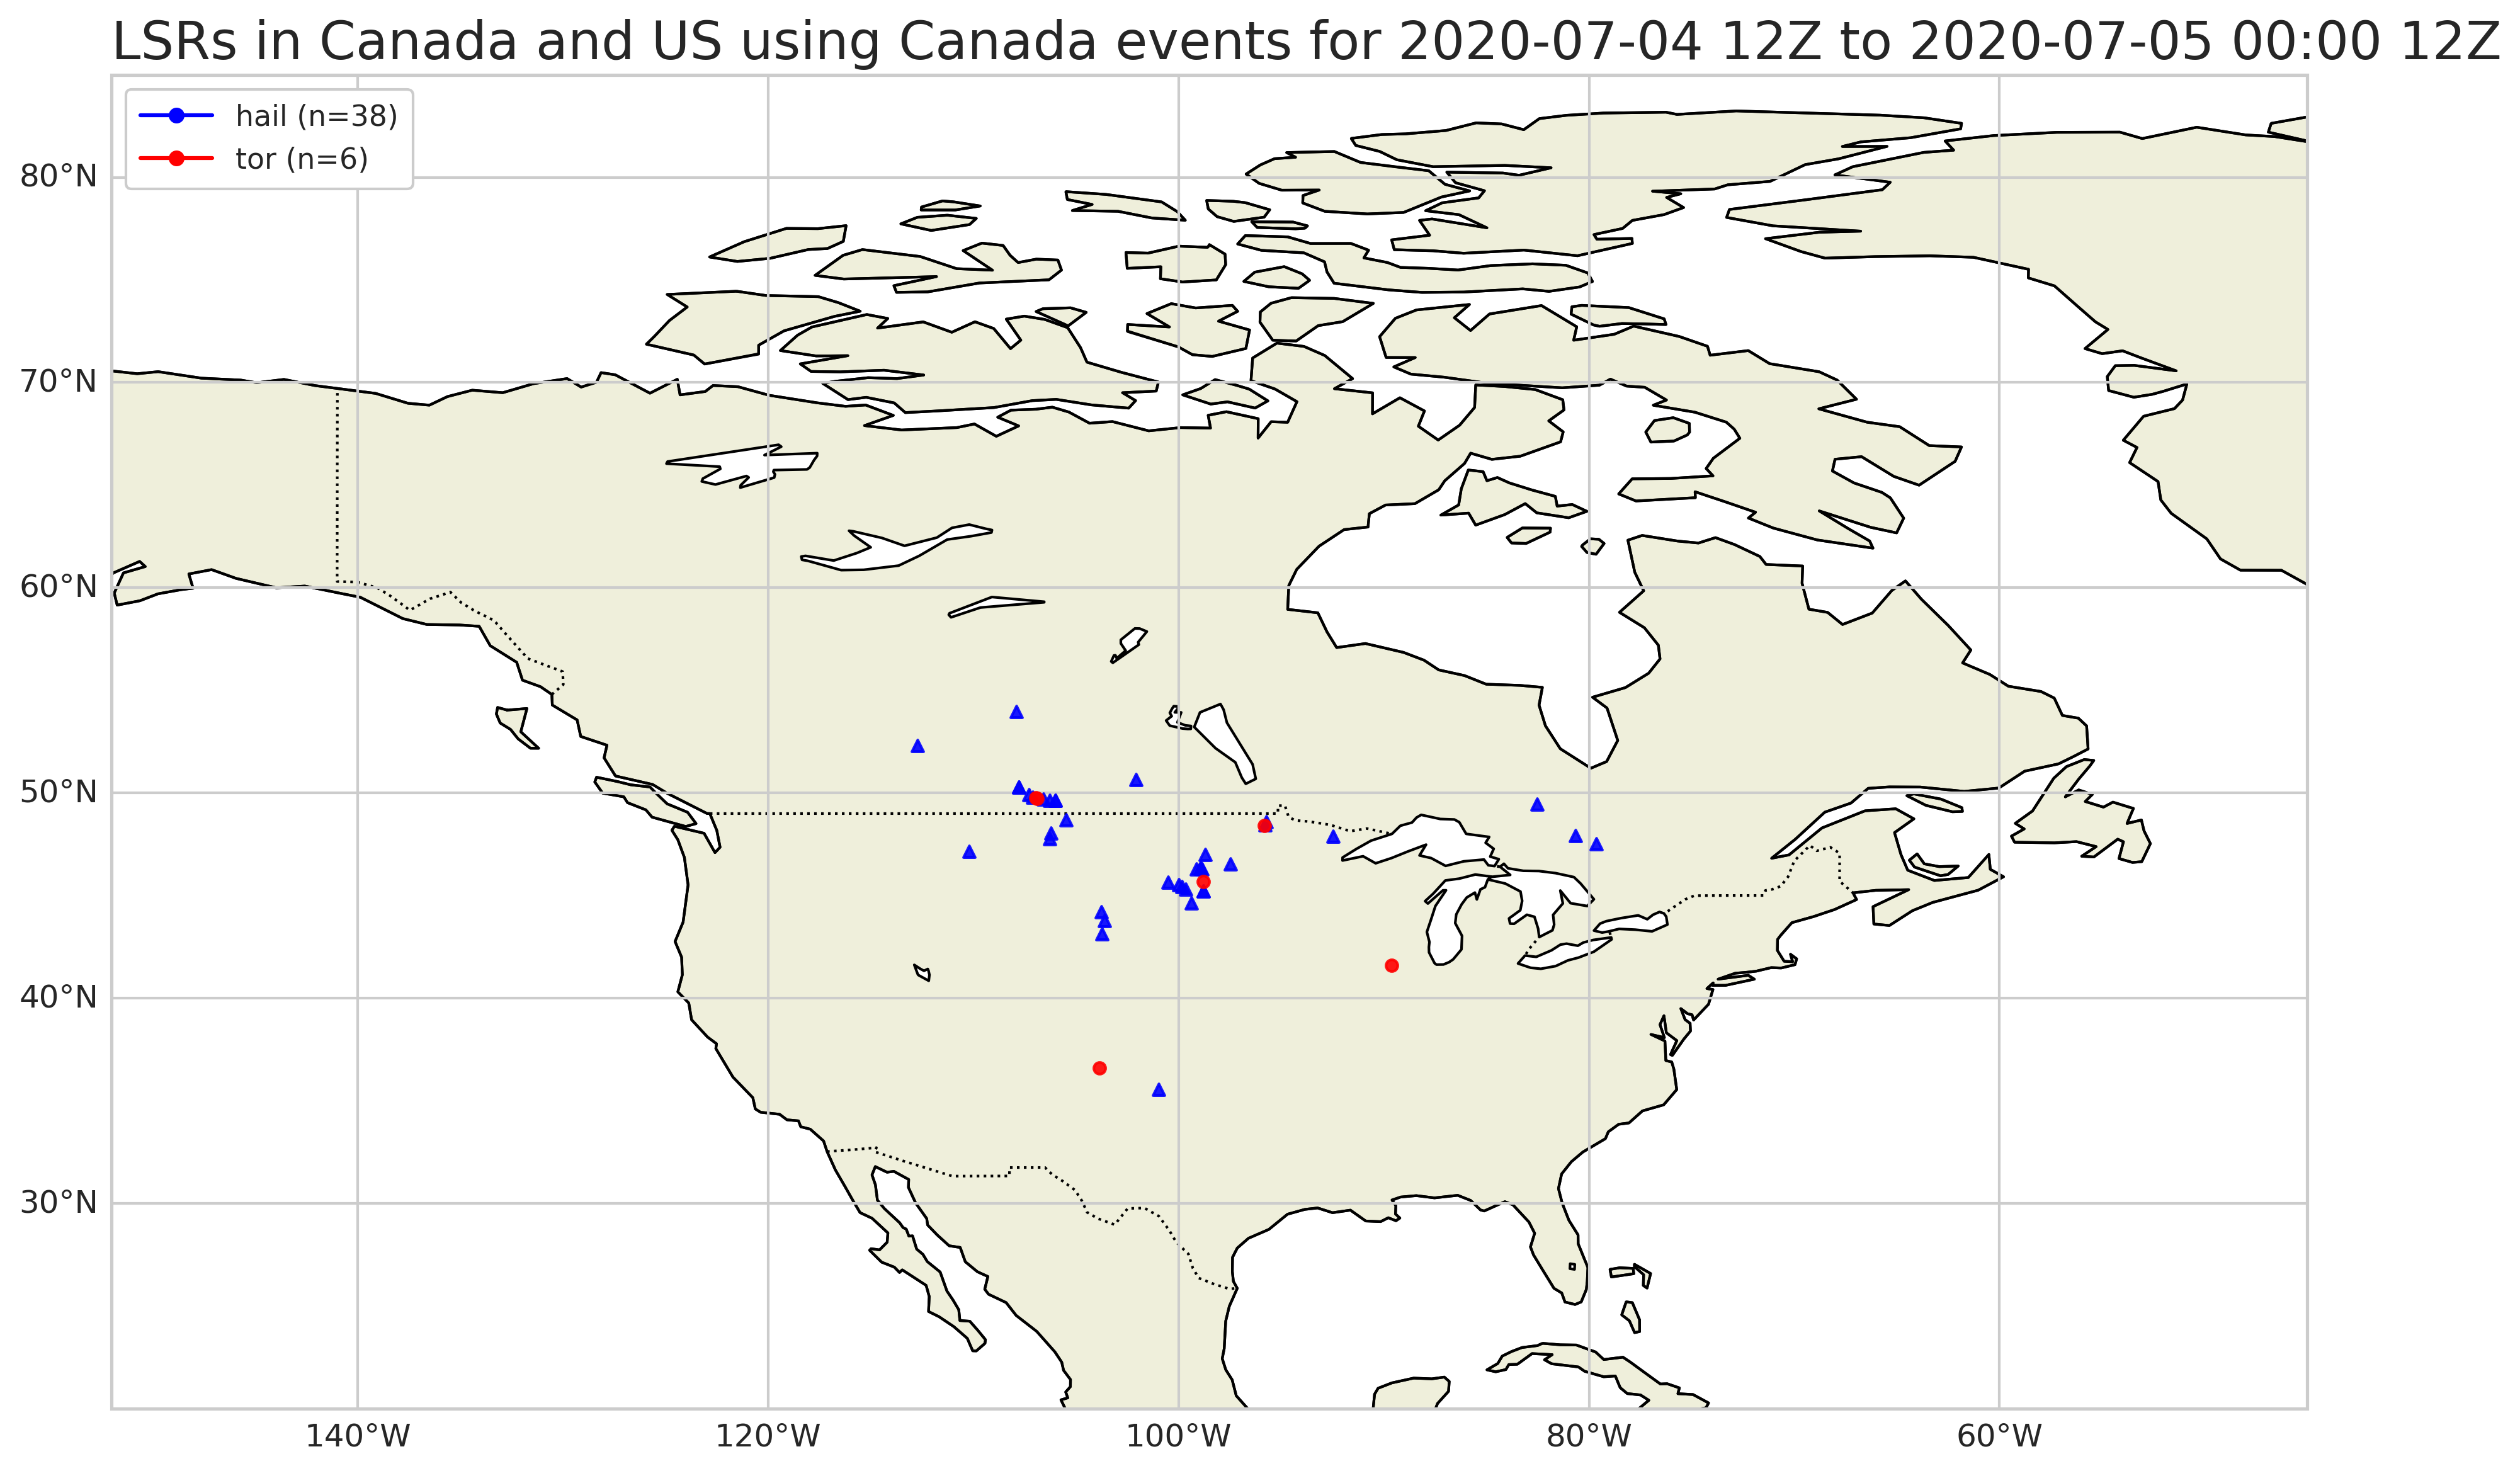 LSRs in Canada and US using Canada events for 2020-07-04 12Z to 2020-07-05 00:00 12Z
hail (n=38)
tor (n=6)
80°N
70°N
60°N
50°N
40°N
30°N
140°W
120°W
100°W
80°W
60°W